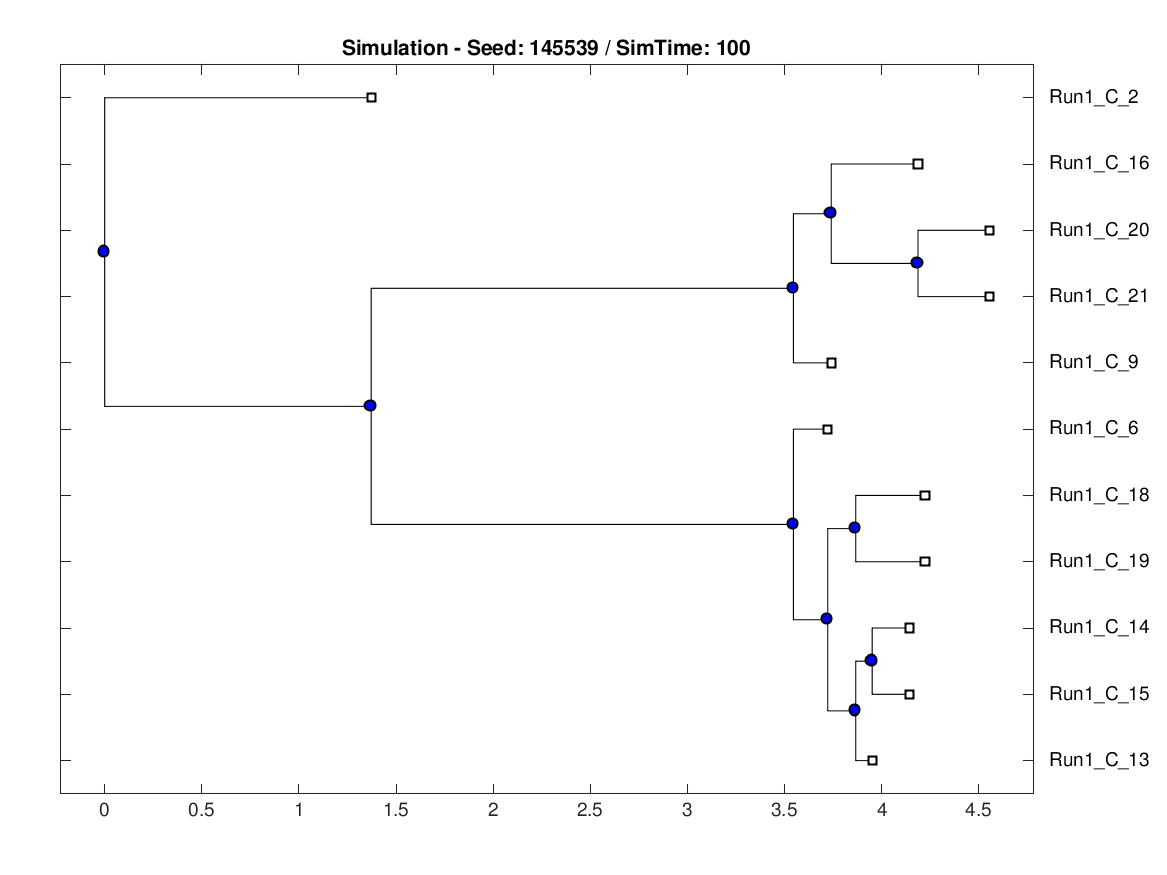 Simulation - Seed: 145539 / SimTime: 100
Run1_C_2
Run1_C_16
Run1_C_20
Run1_C_21
Run1_C_9
Run1_C_6
Run1_C_18
Run1_C_19
Run1_C_14
Run1_C_15
Run1_C_13
0 0.5 1 1.5 2 2.5 3 3.5 4 4.5